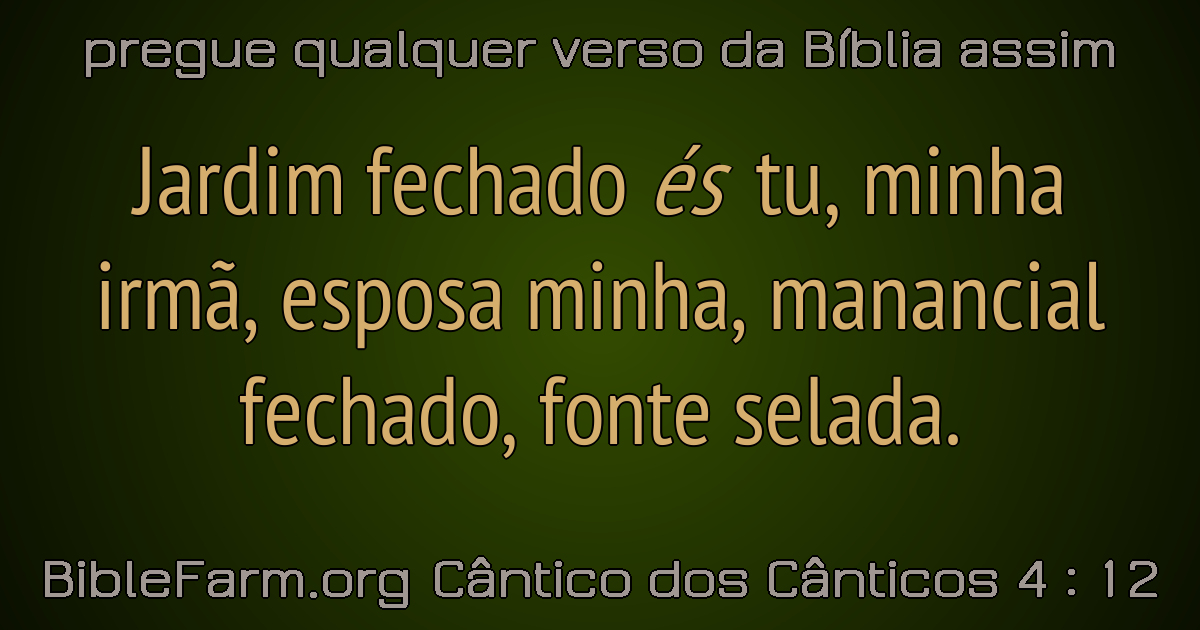 pregue qualquer verso da Bíblia assim
Jardim fechado és tu, minha
irmã, esposa minha, manancial
fechado, fonte selada.
BibleFarm.org Cântico dos Cânticos 4 : 12